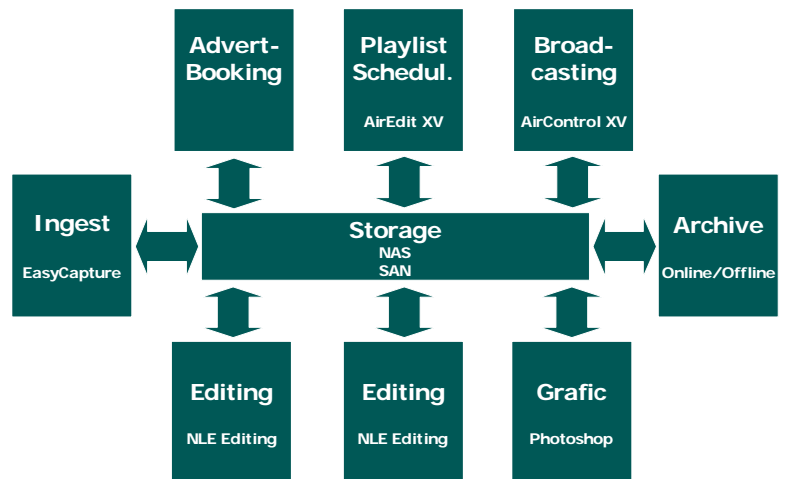 Advert-
Booking
Playlist
Schedul.
AirEdit XV
Broad-
casting
AirControl XV
Ingest
EasyCapture
Storage
NAS
SAN
Archive
Online/Offline
Editing
NLE Editing
Editing
NLE Editing
Grafic
Photoshop